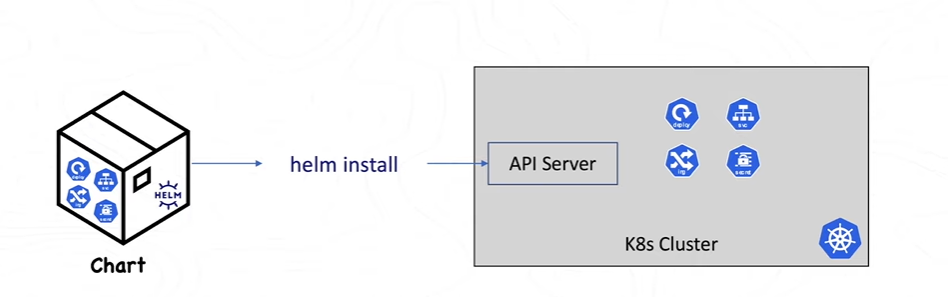 deploy
svc
ing
secret
HELM
Chart
helm install
API Server
deploy
svc
ing
secret
K8s Cluster